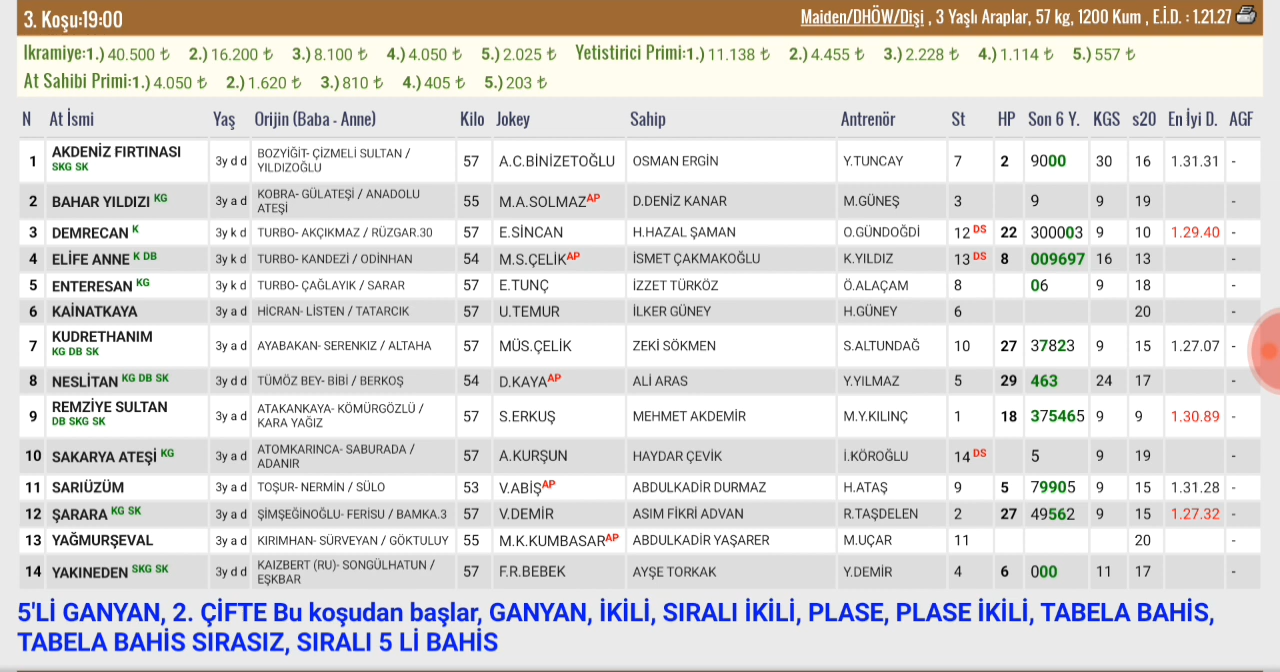 3. Koşu:19:00 Maiden/DHÖW/Dişi , 3 Yaşlı Araplar, 57 kg, 1200 Kum , E.İ.D. : 1.21.27
Ikramiye:1.) 40.500 ₺ 2.) 16.200 ₺ 3.) 8.100 ₺ 4.) 4.050 ₺ 5.) 2.025 ₺ Yetistirici Primi:1.) 11.138 ₺ 2.) 4.455 ₺ 3.) 2.228 ₺ 4.) 1.114 ₺ 5.) 557 ₺
At Sahibi Primi:1.) 4.050 ₺ 2.) 1.620 ₺ 3.) 810 ₺ 4.) 405 ₺ 5.) 203 ₺
N At İsmi Yaş Orijin (Baba - Anne) Kilo Jokey Sahip Antrenör St HP Son 6 Y. KGS s20 En İyi D. AGF
1 AKDENİZ FIRTINASI SKG SK 3y d d BOZYİĞİT- ÇİZMELİ SULTAN / YILDIZOĞLU 57 A.C.BİNİZETOĞLU OSMAN ERGİN Y.TUNCAY 7 2 9000 30 16 1.31.31 -
2 BAHAR YILDIZI KG 3y a d KOBRA- GÜLATEŞİ / ANADOLU ATEŞİ 55 M.A.SOLMAZAP D.DENİZ KANAR M.GÜNEŞ 3 9 9 19 -
3 DEMRECAN K 3y k d TURBO- AKÇIKMAZ / RÜZGAR.30 57 E.SİNCAN H.HAZAL ŞAMAN O.GÜNDOĞDİ 12 DS 22 300003 9 10 1.29.40 -
4 ELİFE ANNE K DB 3y k d TURBO- KANDEZİ / ODİNHAN 54 M.S.ÇELİKAP İSMET ÇAKMAKOĞLU K.YILDIZ 13 DS 8 009697 16 13 -
5 ENTERESAN KG 3y k d TURBO- ÇAĞLAYIK / SARAR 57 E.TUNÇ İZZET TÜRKÖZ Ö.ALAÇAM 8 06 9 18 -
6 KAİNATKAYA 3y a d HİCRAN- LİSTEN / TATARCIK 57 U.TEMUR İLKER GÜNEY H.GÜNEY 6 20 -
7 KUDRETHANIM KG DB SK 3y a d AYABAKAN- SERENKIZ / ALTAHA 57 MÜS.ÇELİK ZEKİ SÖKMEN S.ALTUNDAĞ 10 27 37823 9 15 1.27.07 -
8 NESLİTAN KG DB SK 3y d d TÜMÖZ BEY- BİBİ / BERKOŞ 54 D.KAYAAP ALİ ARAS Y.YILMAZ 5 29 463 24 17 -
9 REMZİYE SULTAN DB SKG SK 3y a d ATAKANKAYA- KÖMÜRGÖZLÜ / KARA YAĞIZ 57 S.ERKUŞ MEHMET AKDEMİR M.Y.KILINÇ 1 18 375465 9 9 1.30.89 -
10 SAKARYA ATEŞİ KG 3y a d ATOMKARINCA- SABURADA / ADANIR 57 A.KURŞUN HAYDAR ÇEVİK İ.KÖROĞLU 14 DS 5 9 19 -
11 SARIÜZÜM 3y a d TOŞUR- NERMİN / SÜLO 53 V.ABİŞAP ABDULKADİR DURMAZ H.ATAŞ 9 5 79905 9 15 1.31.28 -
12 ŞARARA KG SK 3y a d ŞİMŞEĞİNOĞLU- FERİSU / BAMKA.3 57 V.DEMİR ASIM FİKRİ ADVAN R.TAŞDELEN 2 27 49562 9 15 1.27.32 -
13 YAĞMURŞEVAL 3y a d KIRIMHAN- SÜRVEYAN / GÖKTULUY 55 M.K.KUMBASARAP ABDULKADİR YAŞARER M.UÇAR 11 20 -
14 YAKINEDEN SKG SK 3y d d KAIZBERT (RU)- SONGÜLHATUN / EŞKBAR 57 F.R.BEBEK AYŞE TORKAK Y.DEMİR 4 6 000 11 17 -
5'Lİ GANYAN, 2. ÇİFTE Bu koşudan başlar, GANYAN, İKİLİ, SIRALI İKİLİ, PLASE, PLASE İKİLİ, TABELA BAHİS,
TABELA BAHİS SIRASIZ, SIRALI 5 Lİ BAHİS